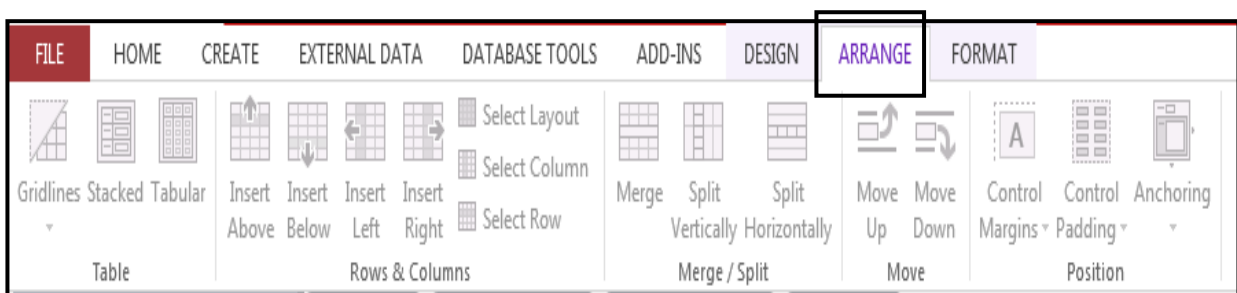 FILE HOME CREATE EXTERNAL DATA DATABASE TOOLS ADD-INS DESIGN ARRANGE FORMAT
Gridlines Stacked Tabular
Insert Above
Insert Below
Insert Left
Insert Right
Select Layout
Select Column
Select Row
Merge
Split Vertically
Split Horizontally
Move Up
Move Down
A
Control Margins
Control Padding
Anchoring
Table Rows & Columns Merge / Split Move Position